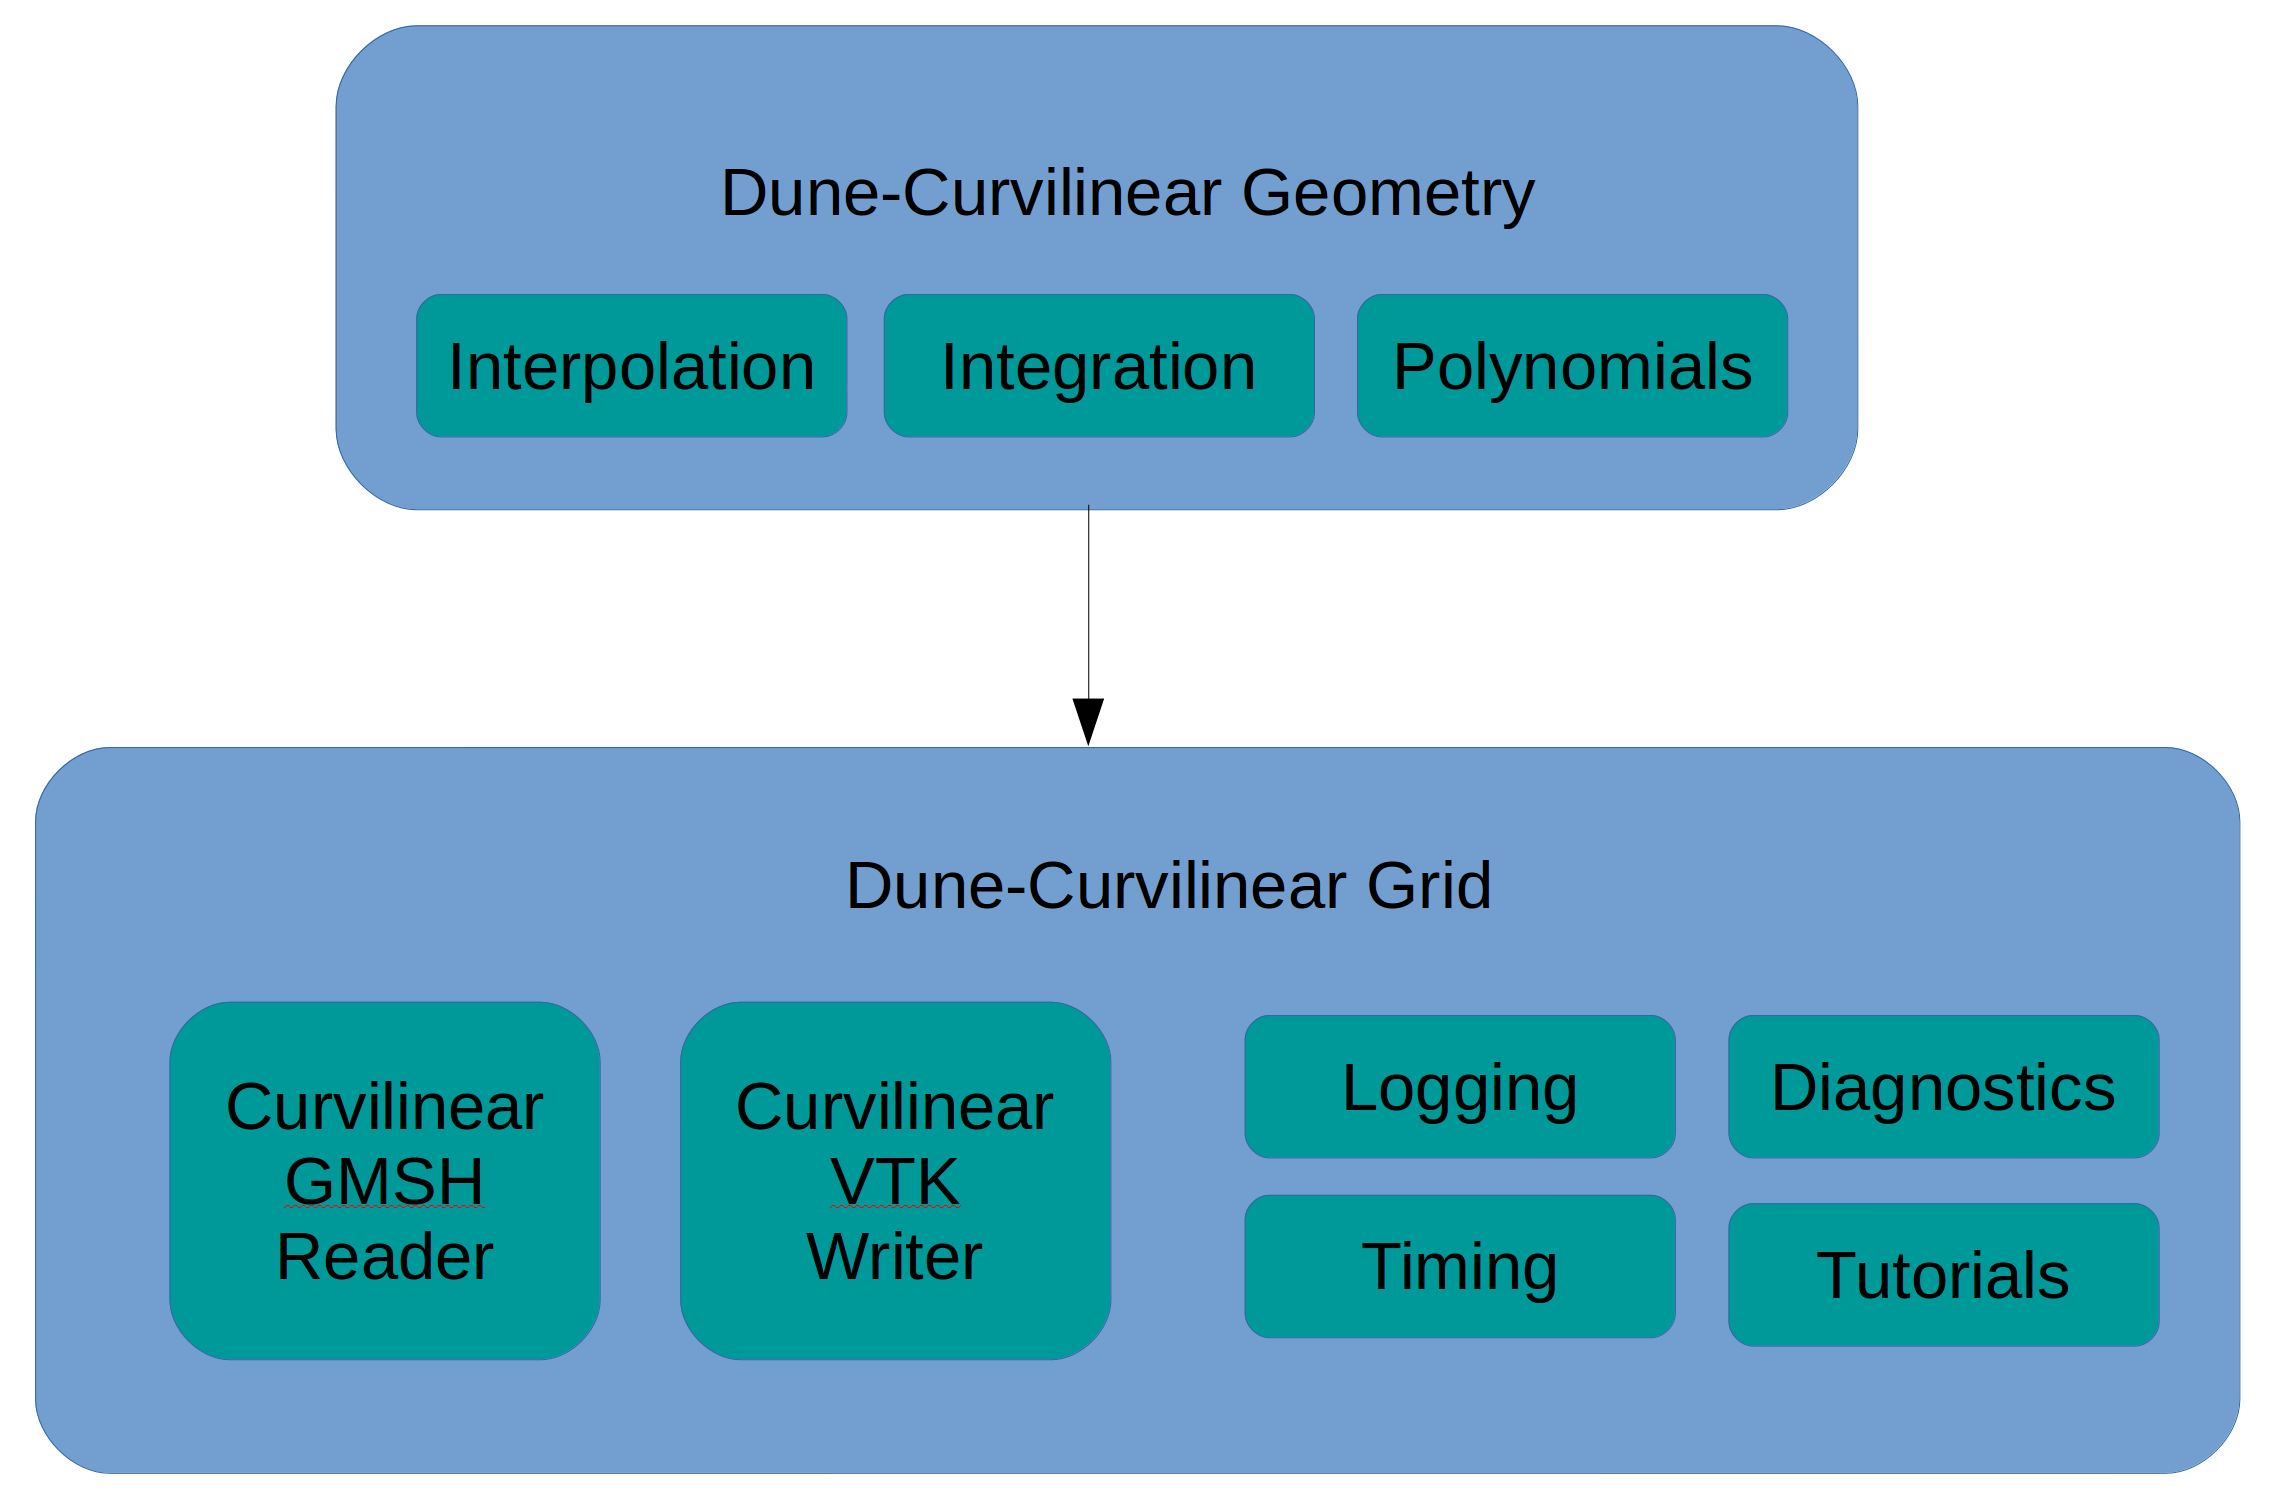 Dune-Curvilinear Geometry
Interpolation
Integration
Polynomials
Dune-Curvilinear Grid
Curvilinear
GMSH
Reader
Curvilinear
VTK
Writer
Logging
Diagnostics
Timing
Tutorials